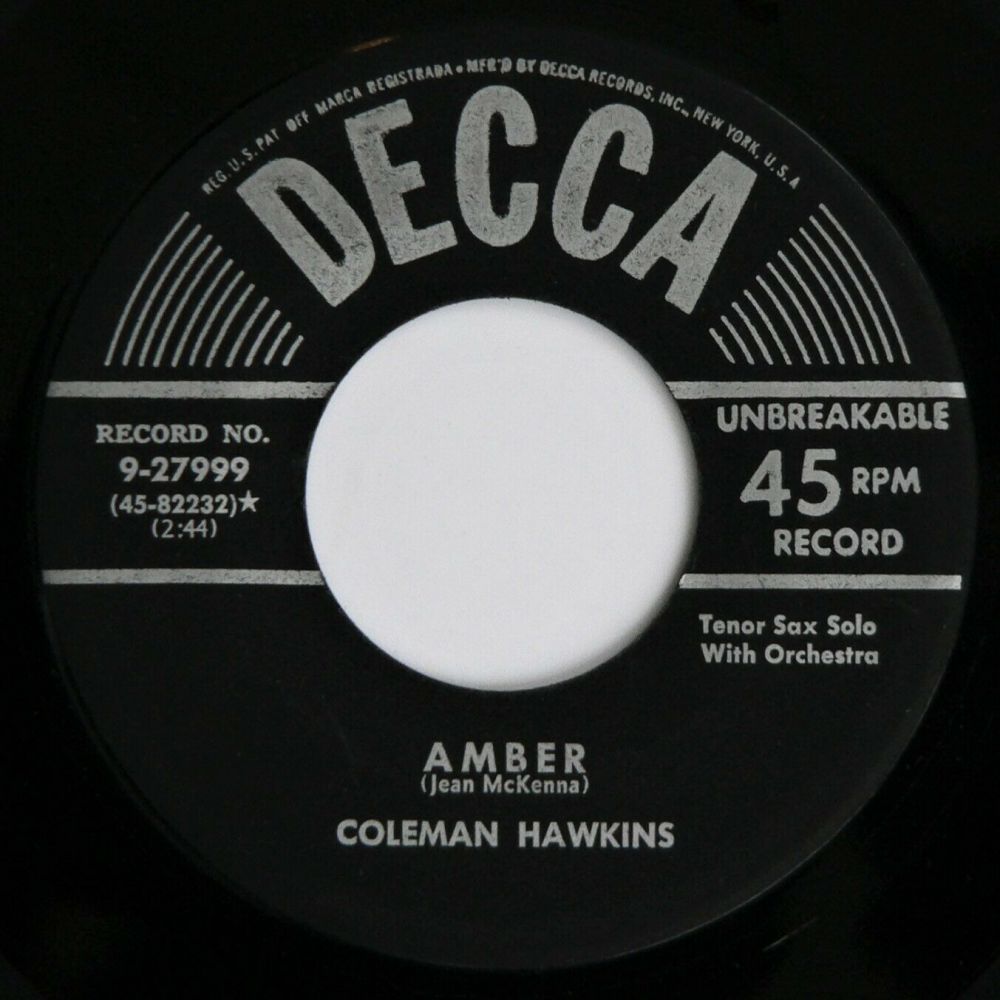 REG. U.S. PAT OFF MARCA REGISTRADA • MFR'D BY DECCA RECORDS, INC., NEW YORK, U.S.A
DECCA
RECORD NO.
9-27999
(45-82232)★
(2:44)
UNBREAKABLE
45 RPM
RECORD
Tenor Sax Solo
With Orchestra
AMBER
(Jean McKenna)
COLEMAN HAWKINS